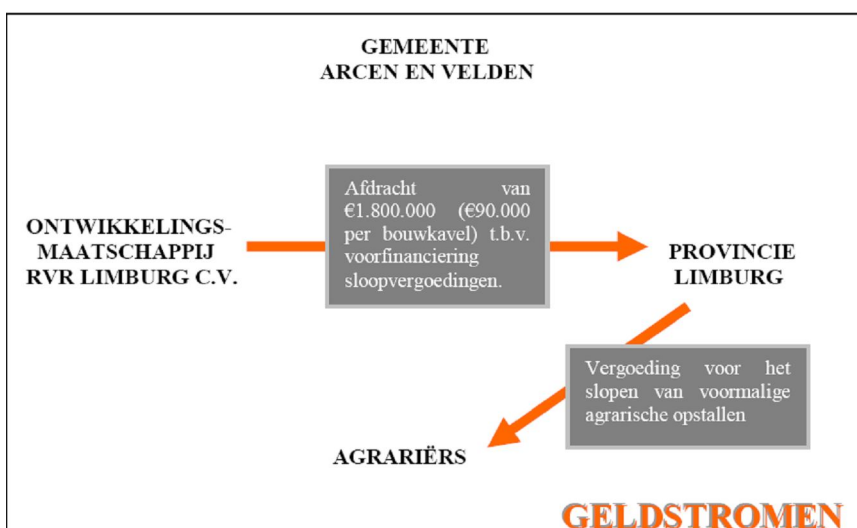 GEMEENTE
ARCEN EN VELDEN
ONTWIKKELINGS-
MAATSCHAPPIJ
RVR LIMBURG C.V.
Afdracht van
€1.800.000 (€90.000
per bouwkavel) t.b.v.
voorfinanciering
sloopvergoedingen.
PROVINCIE
LIMBURG
Vergoeding voor het
slopen van voormalige
agrarische opstallen
AGRARIËRS
GELDSTROMEN